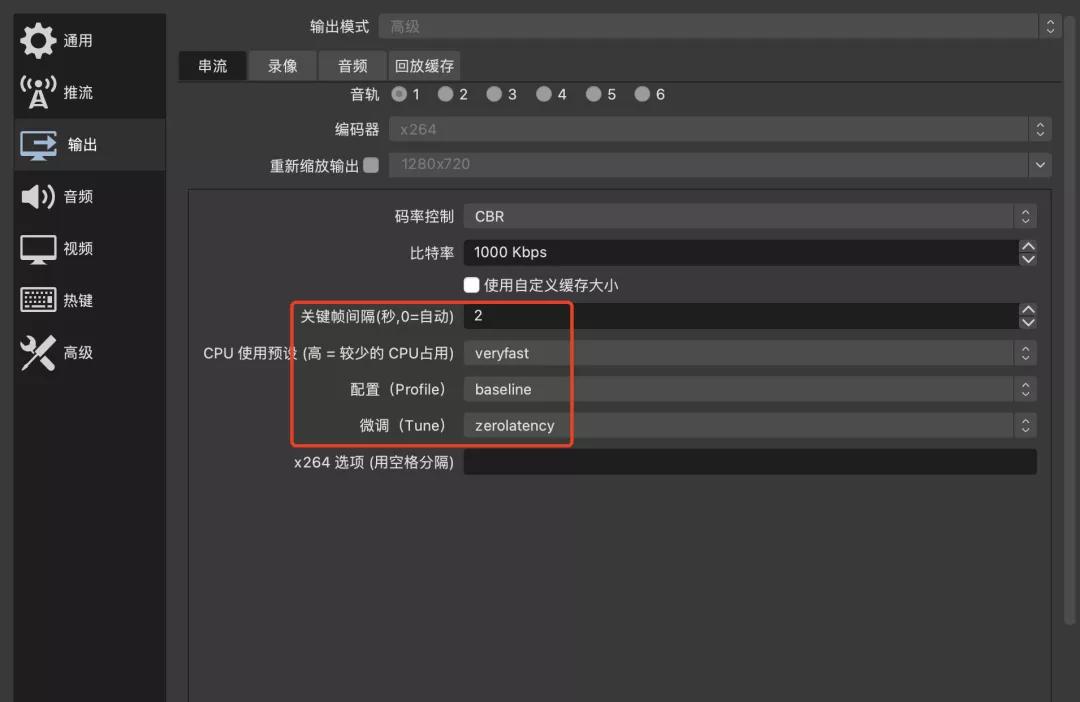 通用
推流
输出
音频
视频
热键
高级
输出模式 高级
串流 录像 音频 回放缓存
音轨 1 2 3 4 5 6
编码器 x264
重新缩放输出 1280x720
码率控制 CBR
比特率 1000 Kbps
使用自定义缓存大小
关键帧间隔(秒,0=自动) 2
CPU 使用预设 (高 = 较少的 CPU占用) veryfast
配置（Profile） baseline
微调（Tune） zerolatency
x264 选项 (用空格分隔)